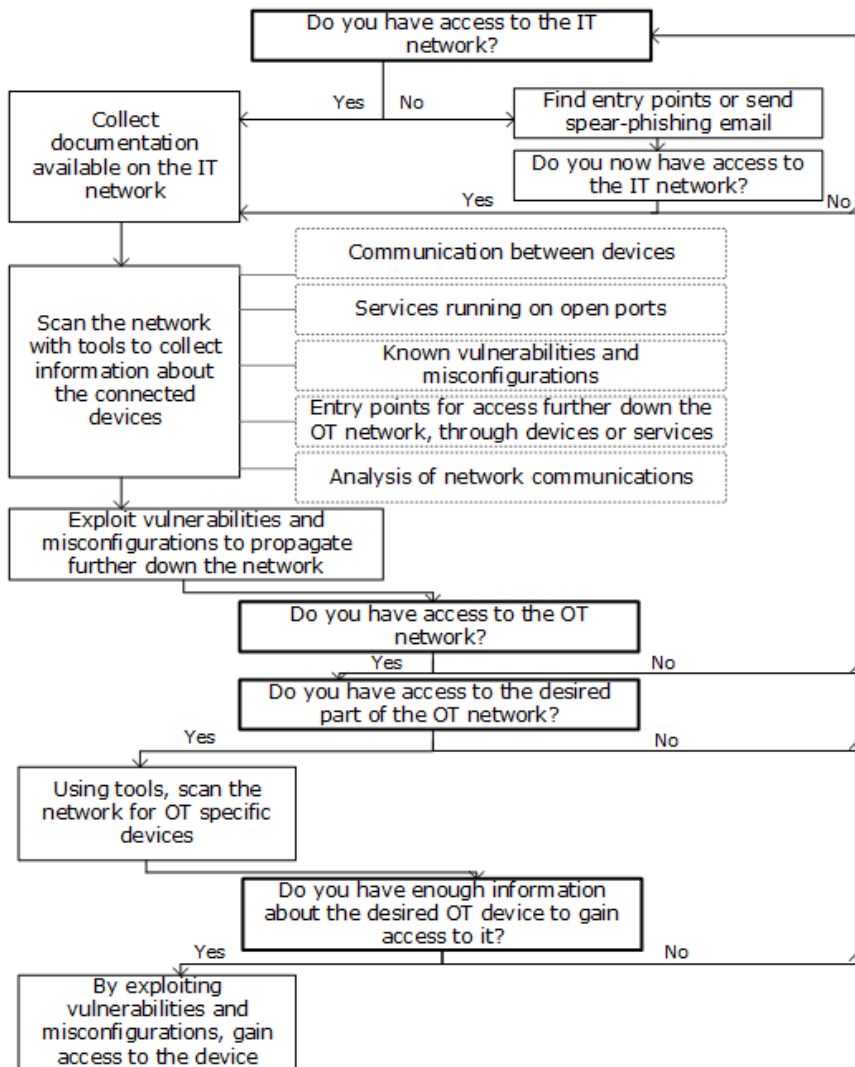 Do you have access to the IT
network?
Yes
No
Collect
documentation
available on the IT
network
Find entry points or send
spear-phishing email
Do you now have access to
the IT network?
Yes
No
Communication between devices
Services running on open ports
Scan the network
with tools to collect
information about
the connected
devices
Known vulnerabilities and
misconfigurations
Entry points for access further down the
OT network, through devices or services
Analysis of network communications
Exploit vulnerabilities and
misconfigurations to propagate
further down the network
Do you have access to the OT
network?
Yes
No
Do you have access to the desired
part of the OT network?
Yes
No
Using tools, scan the
network for OT specific
devices
Do you have enough information
about the desired OT device to gain
access to it?
Yes
No
By exploiting
vulnerabilities and
misconfigurations, gain
access to the device